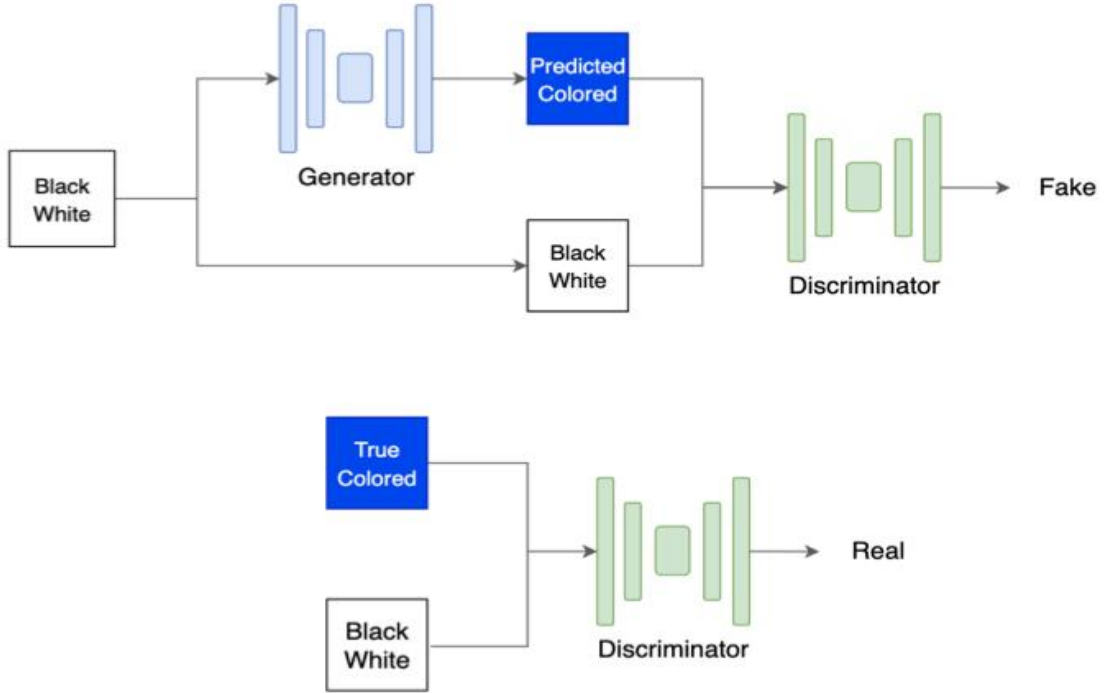 Predicted
Colored
Generator
Black
White
Black
White
Fake
Discriminator
True
Colored
Real
Black
White
Discriminator